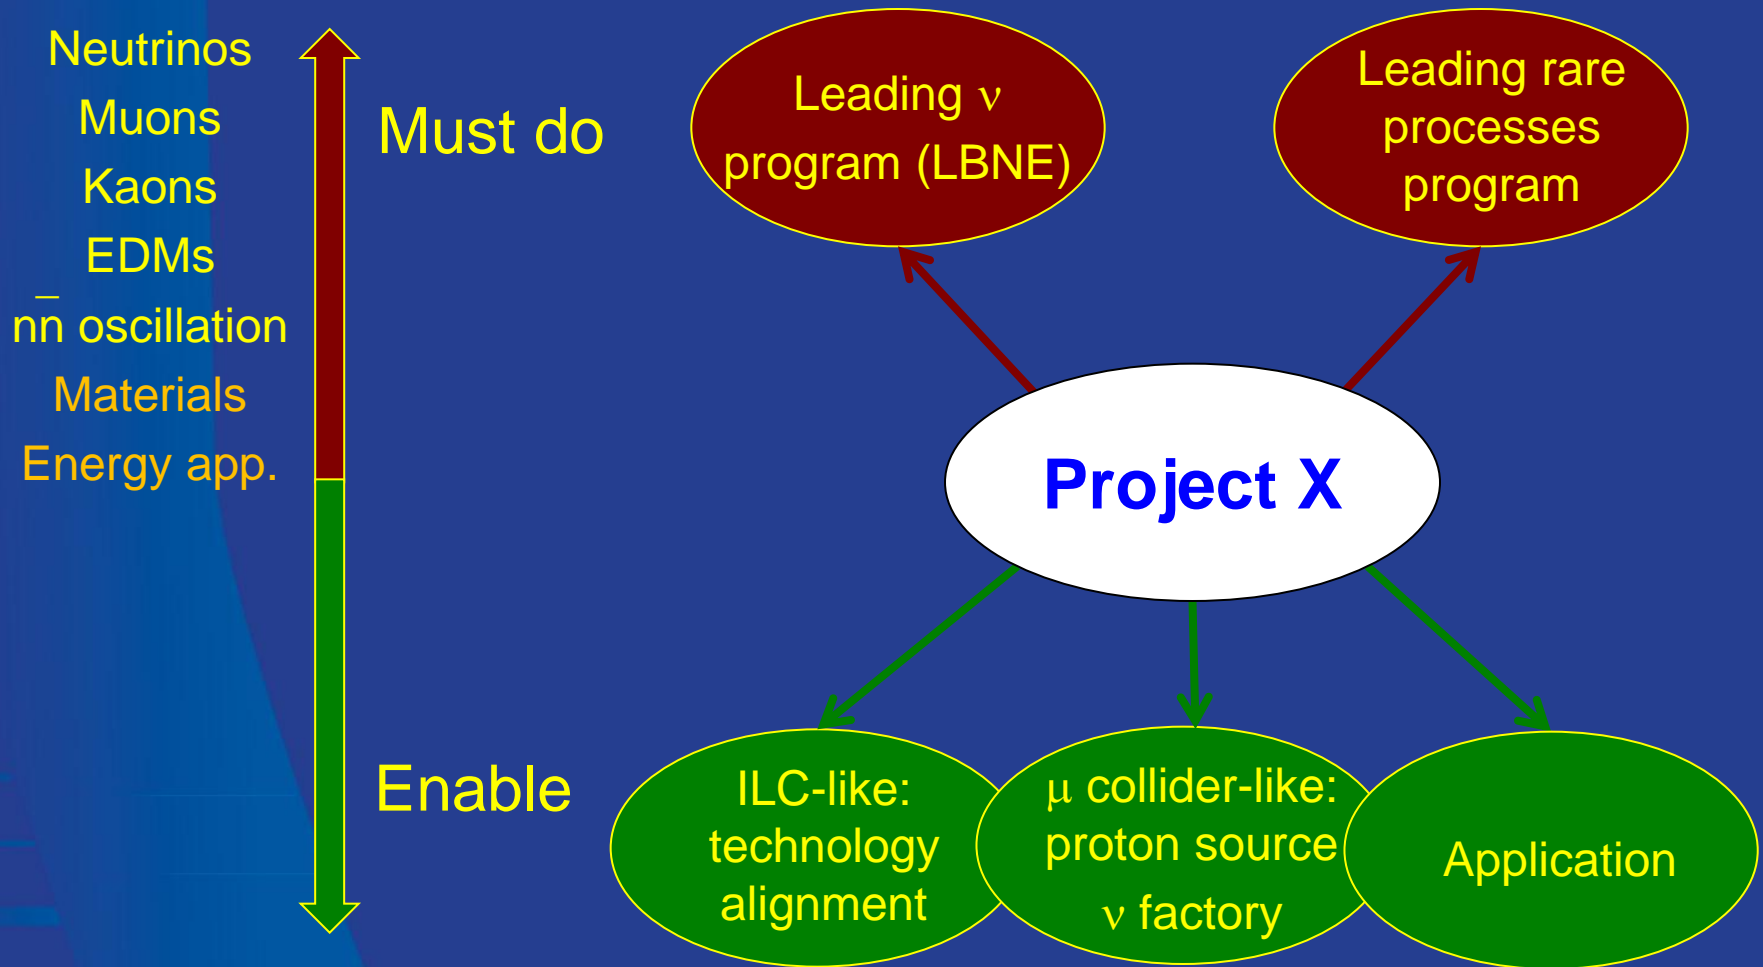 Neutrinos
Muons
Kaons
EDMs
nn̅ oscillation
Materials
Energy app.
Must do
Enable
Leading ν
program (LBNE)
Leading rare
processes
program
Project X
ILC-like:
technology
alignment
μ collider-like:
proton source
ν factory
Application